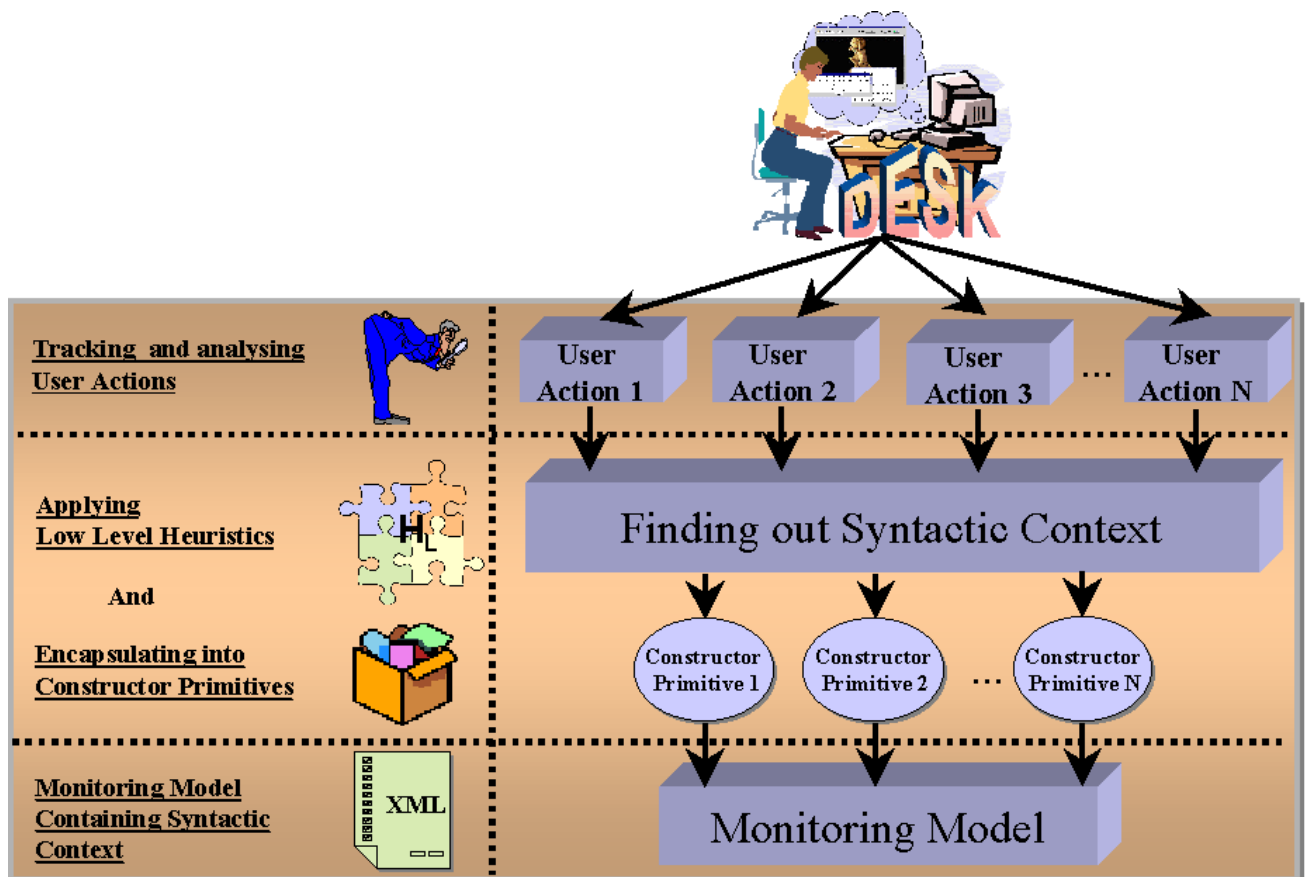 DESK
Tracking and analysing
User Actions
User
Action 1
User
Action 2
User
Action 3
...
User
Action N
Applying
Low Level Heuristics
And
Encapsulating into
Constructor Primitives
HL
Finding out Syntactic Context
Constructor
Primitive 1
Constructor
Primitive 2
...
Constructor
Primitive N
Monitoring Model
Containing Syntactic
Context
XML
Monitoring Model